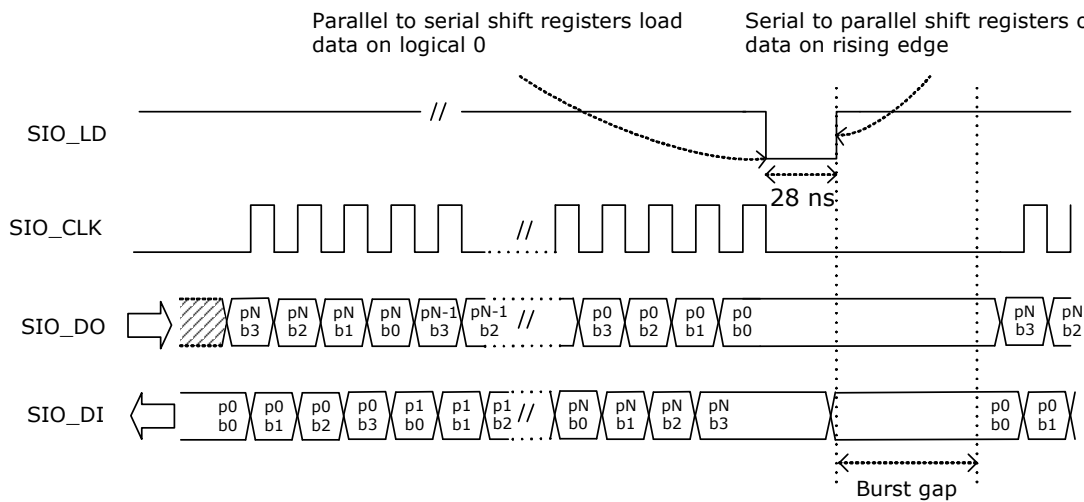 Parallel to serial shift registers load
data on logical 0
Serial to parallel shift registers
data on rising edge
SIO_LD
//
28 ns
SIO_CLK
//
SIO_DO
pN b3 pN b2 pN b1 pN b0 pN-1 b3 pN-1 b2 // p0 b3 p0 b2 p0 b1 p0 b0 pN b3 pN b2
SIO_DI
p0 b0 p0 b1 p0 b2 p0 b3 p1 b0 p1 b1 p1 b2 // pN b0 pN b1 pN b2 pN b3 p0 b0 p0 b1
Burst gap